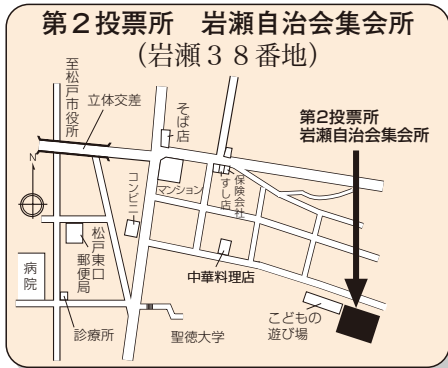 第2投票所　岩瀬自治会集会所
(岩瀬38番地)
至松戸市役所
立体交差
そば店
第2投票所
岩瀬自治会集会所
N
保険会社
すし店
マンション
コンビニ
松戸東口
郵便局
病院
中華料理店
こどもの
遊び場
診療所
聖徳大学